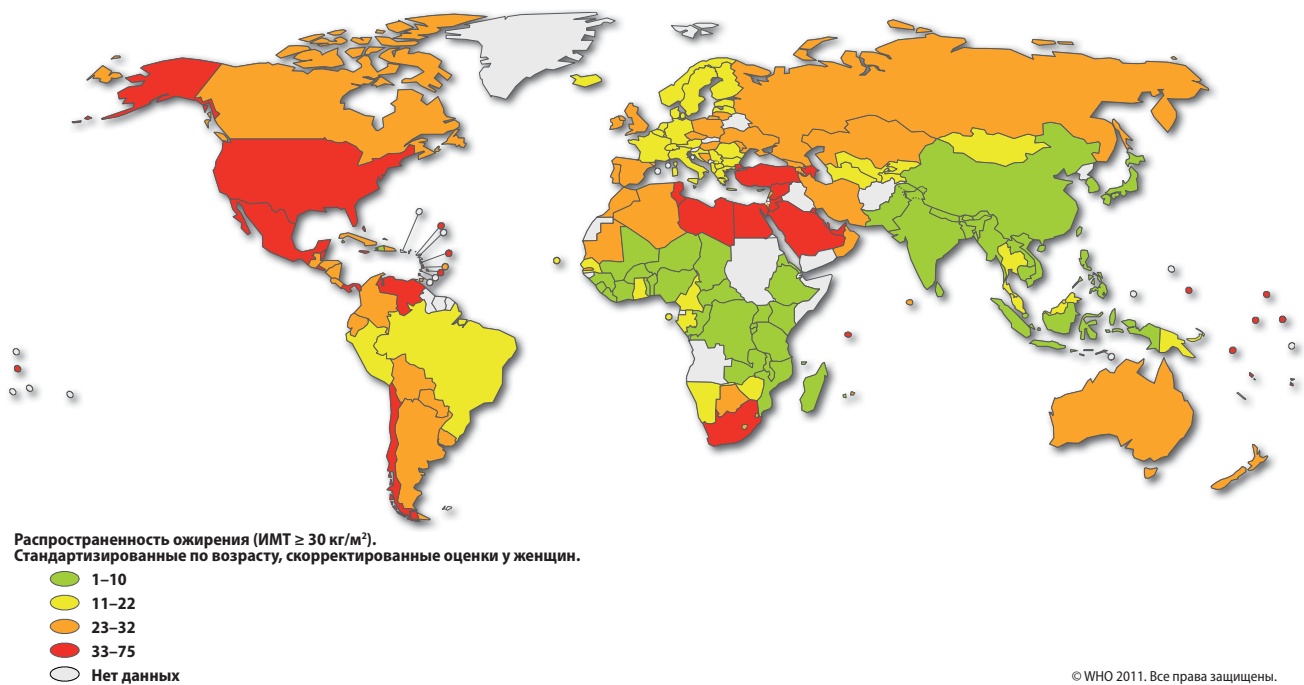 Распространенность ожирения (ИМТ ≥ 30 кг/м²).
Стандартизированные по возрасту, скорректированные оценки у женщин.
1–10
11–22
23–32
33–75
Нет данных
© WHO 2011. Все права защищены.